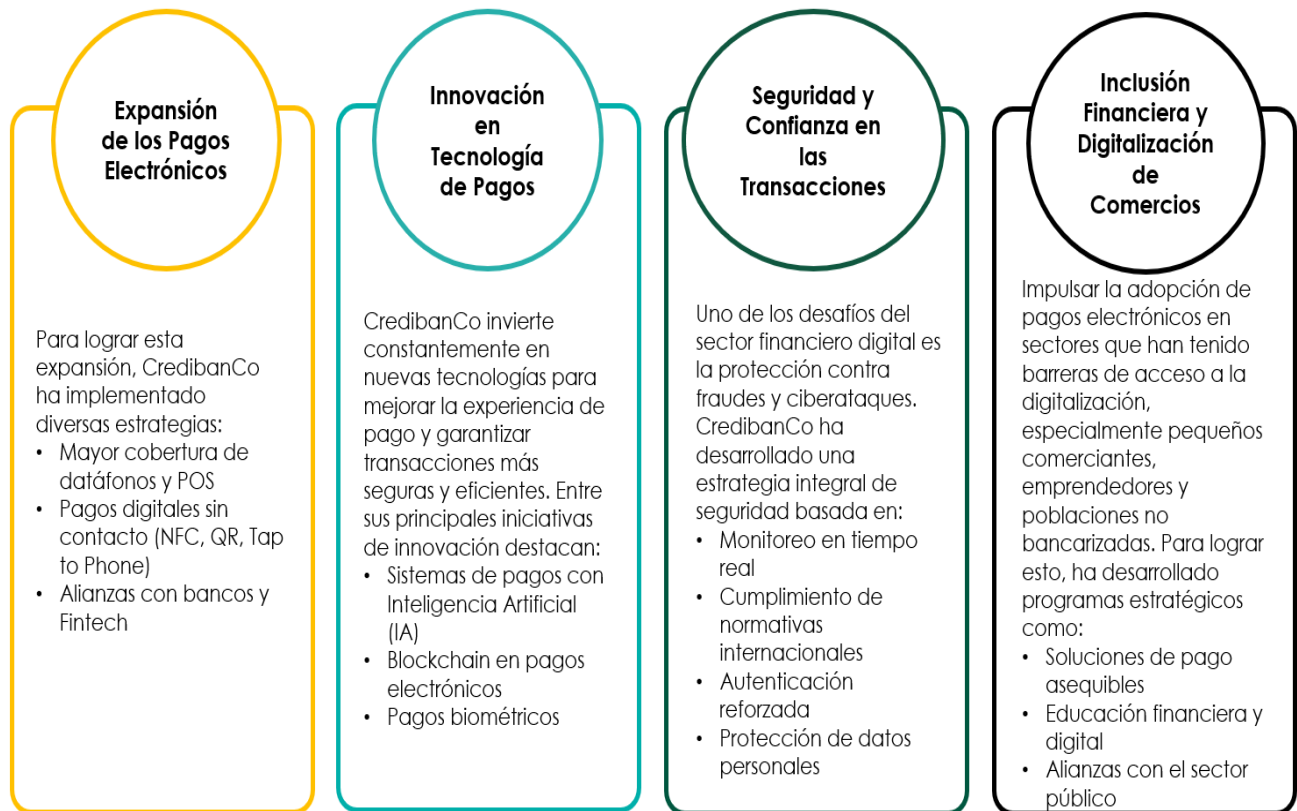 Expansión
de los Pagos
Electrónicos
Para lograr esta
expansión, CredibanCo
ha implementado
diversas estrategias:
• Mayor cobertura de
datáfonos y POS
• Pagos digitales sin
contacto (NFC, QR, Tap
to Phone)
• Alianzas con bancos y
Fintech
Innovación
en
Tecnología
de Pagos
CredibanCo invierte
constantemente en
nuevas tecnologías para
mejorar la experiencia de
pago y garantizar
transacciones más
seguras y eficientes. Entre
sus principales iniciativas
de innovación destacan:
• Sistemas de pagos con
Inteligencia Artificial
(IA)
• Blockchain en pagos
electrónicos
• Pagos biométricos
Seguridad y
Confianza en
las
Transacciones
Uno de los desafíos del
sector financiero digital es
la protección contra
fraudes y ciberataques.
CredibanCo ha
desarrollado una
estrategia integral de
seguridad basada en:
• Monitoreo en tiempo
real
• Cumplimiento de
normativas
internacionales
• Autenticación
reforzada
• Protección de datos
personales
Inclusión
Financiera y
Digitalización
de
Comercios
Impulsar la adopción de
pagos electrónicos en
sectores que han tenido
barreras de acceso a la
digitalización,
especialmente pequeños
comerciantes,
emprendedores y
poblaciones no
bancarizadas. Para lograr
esto, ha desarrollado
programas estratégicos
como:
• Soluciones de pago
asequibles
• Educación financiera y
digital
• Alianzas con el sector
público